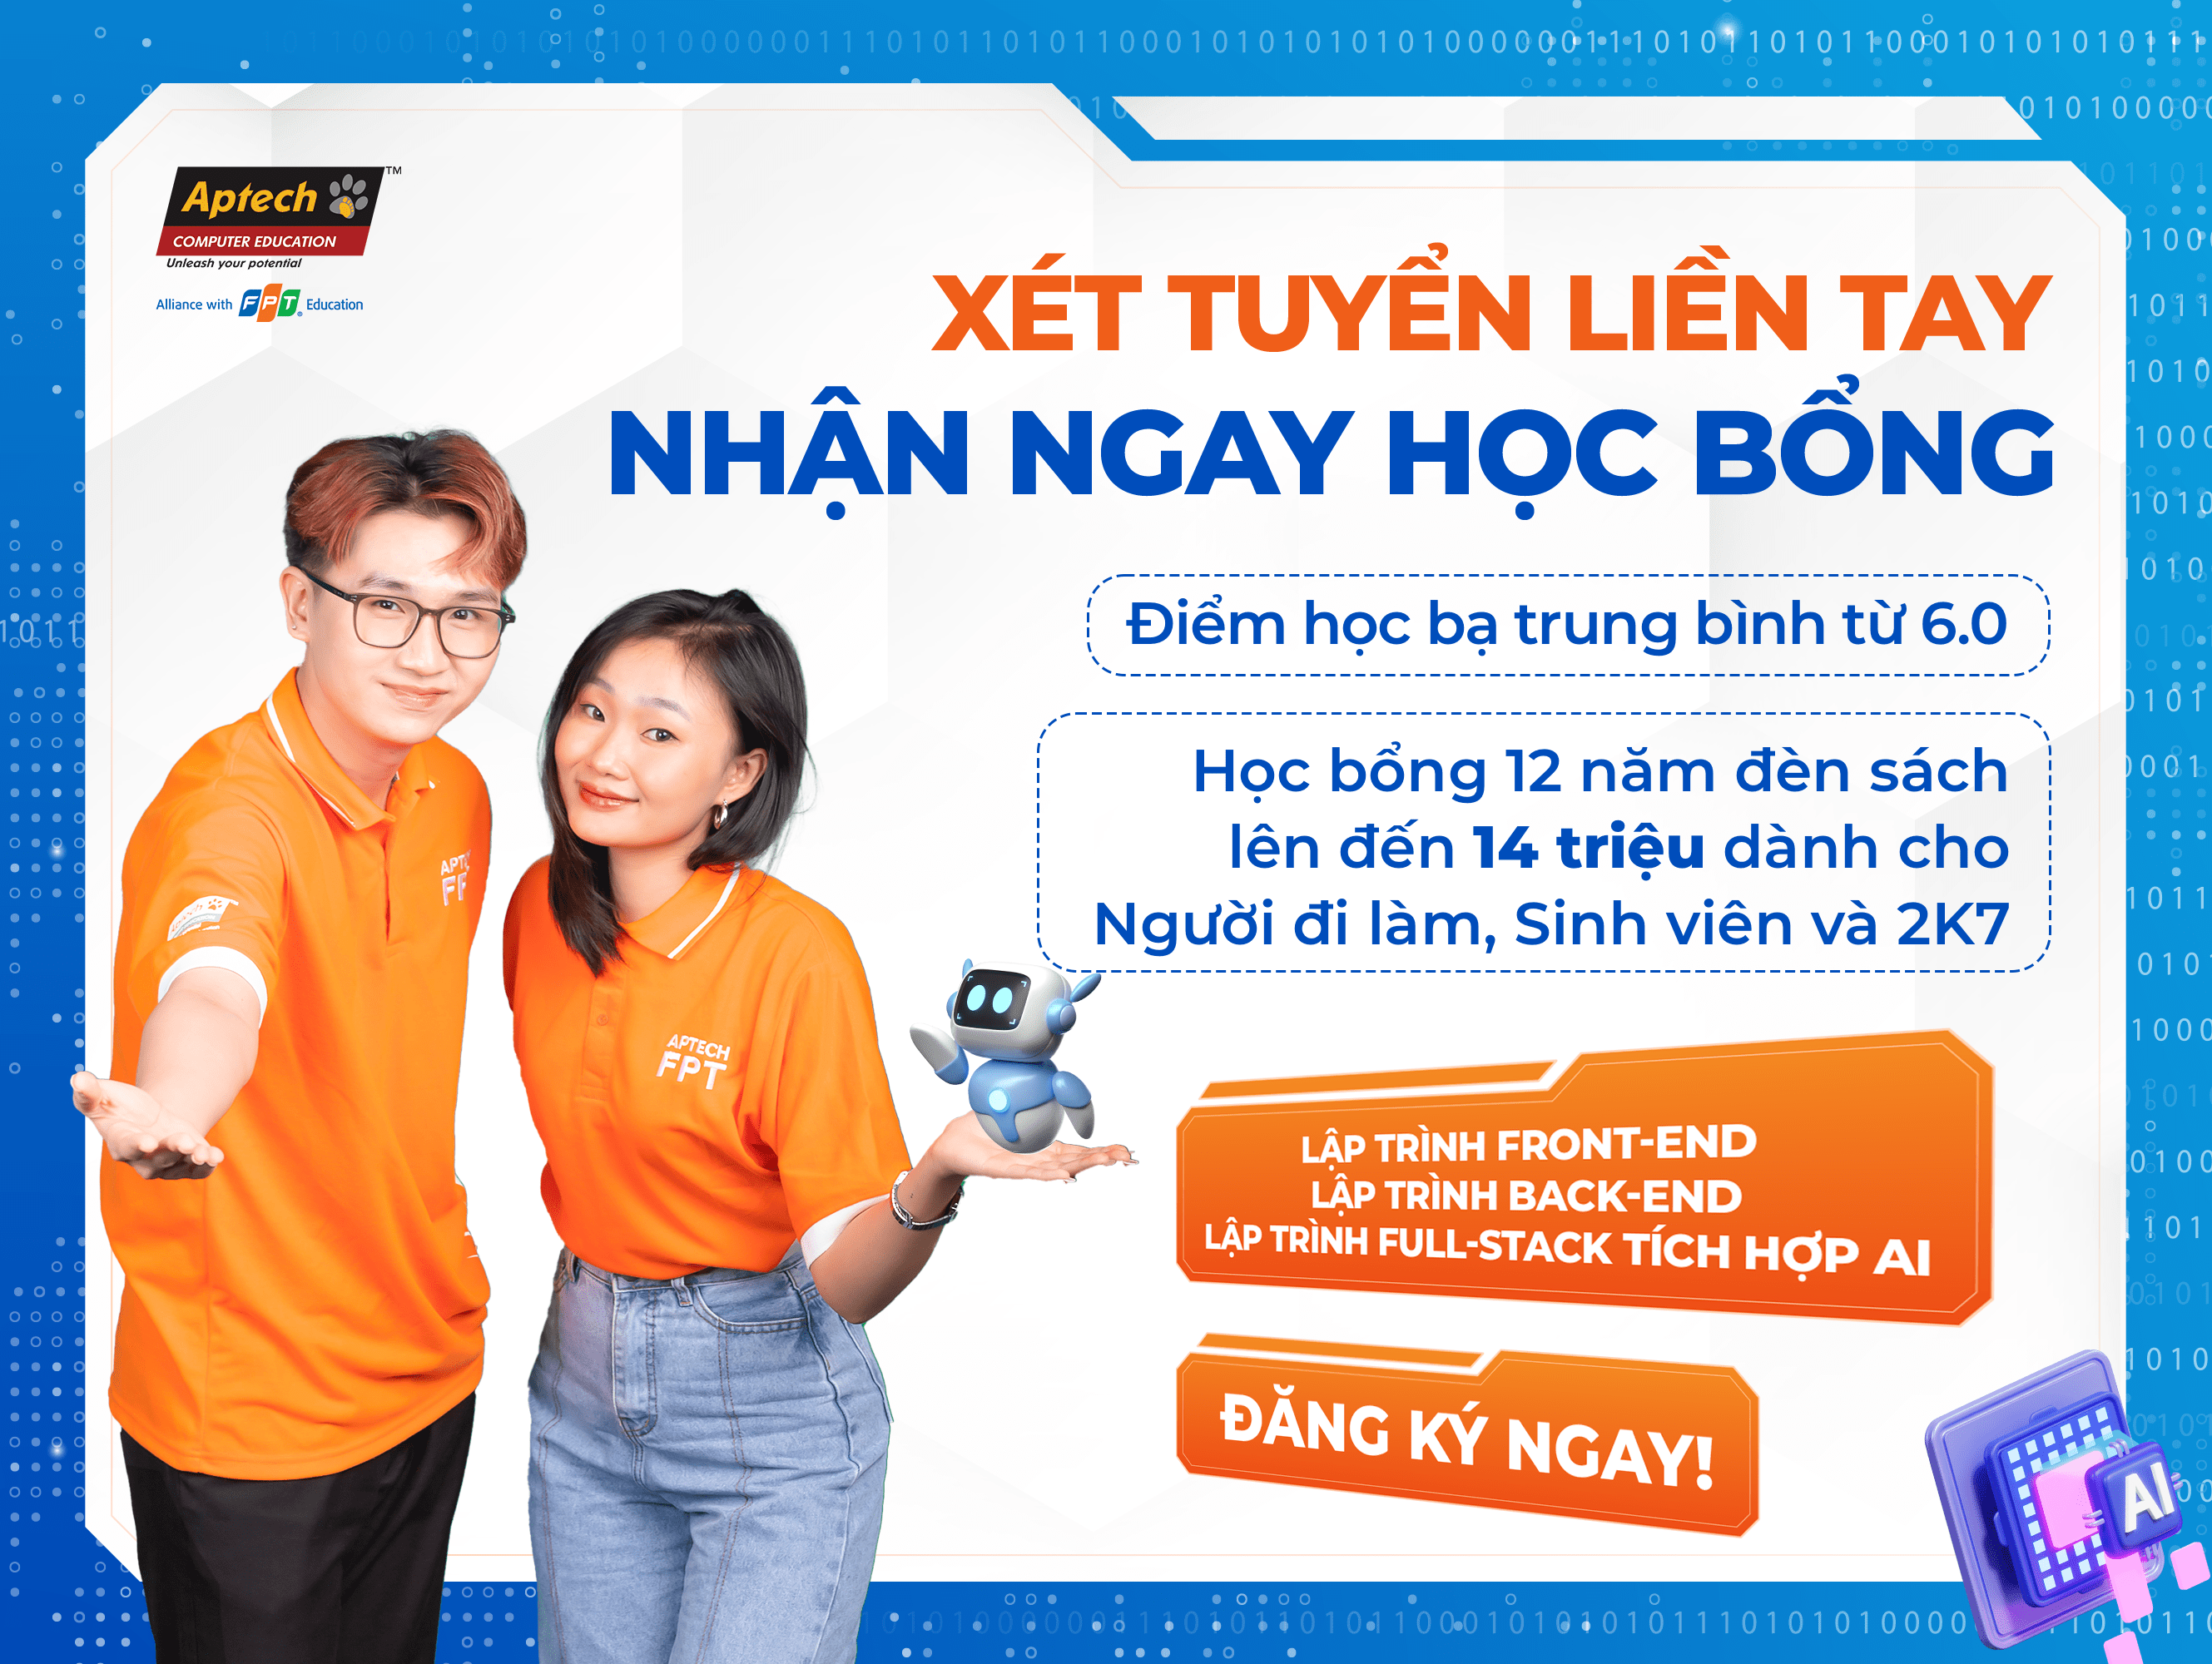 Aptech TM
COMPUTER EDUCATION
Unleash your potential
Alliance with FPT Education
XÉT TUYỂN LIỀN TAY
NHẬN NGAY HỌC BỔNG
Điểm học bạ trung bình từ 6.0
Học bổng 12 năm đèn sách
lên đến 14 triệu dành cho
Người đi làm, Sinh viên và 2K7
APTECH
FPT
LẬP TRÌNH FRONT-END
LẬP TRÌNH BACK-END
LẬP TRÌNH FULL-STACK TÍCH HỢP AI
ĐĂNG KÝ NGAY!
AI